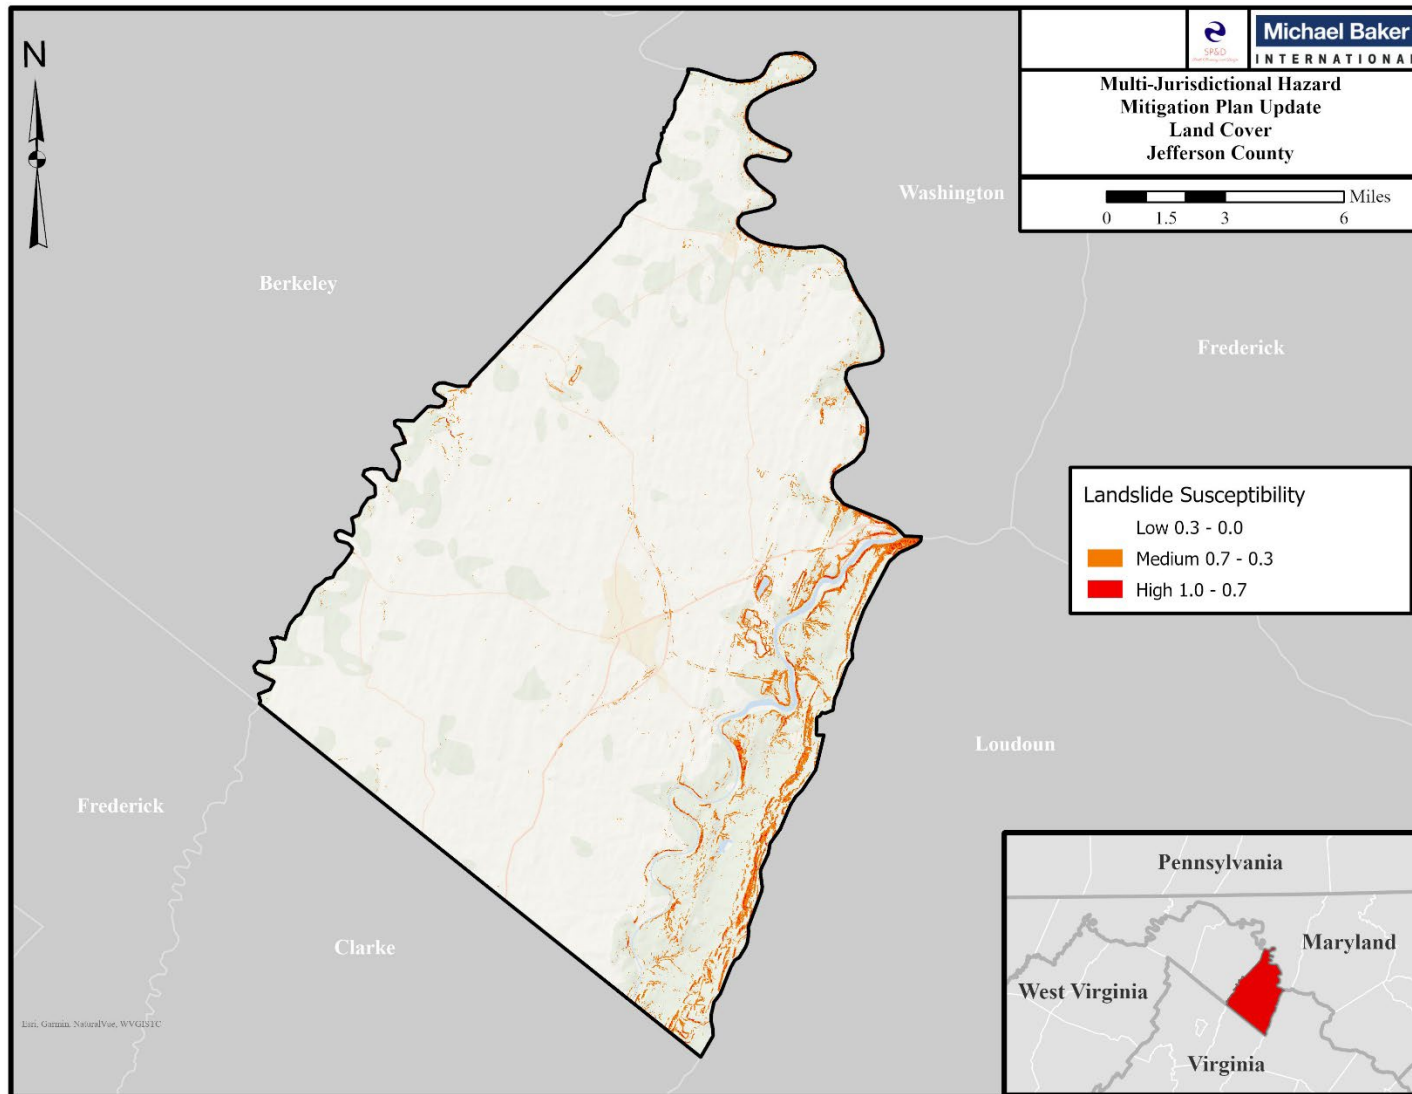 N
SP&D
Michael Baker
INTERNATIONAL
Multi-Jurisdictional Hazard
Mitigation Plan Update
Land Cover
Jefferson County
Miles
0 1.5 3 6
Washington
Berkeley
Frederick
Landslide Susceptibility
Low 0.3 - 0.0
Medium 0.7 - 0.3
High 1.0 - 0.7
Loudoun
Frederick
Clarke
Esri, Garmin, NaturalVue, WVGISTC
Pennsylvania
Maryland
West Virginia
Virginia